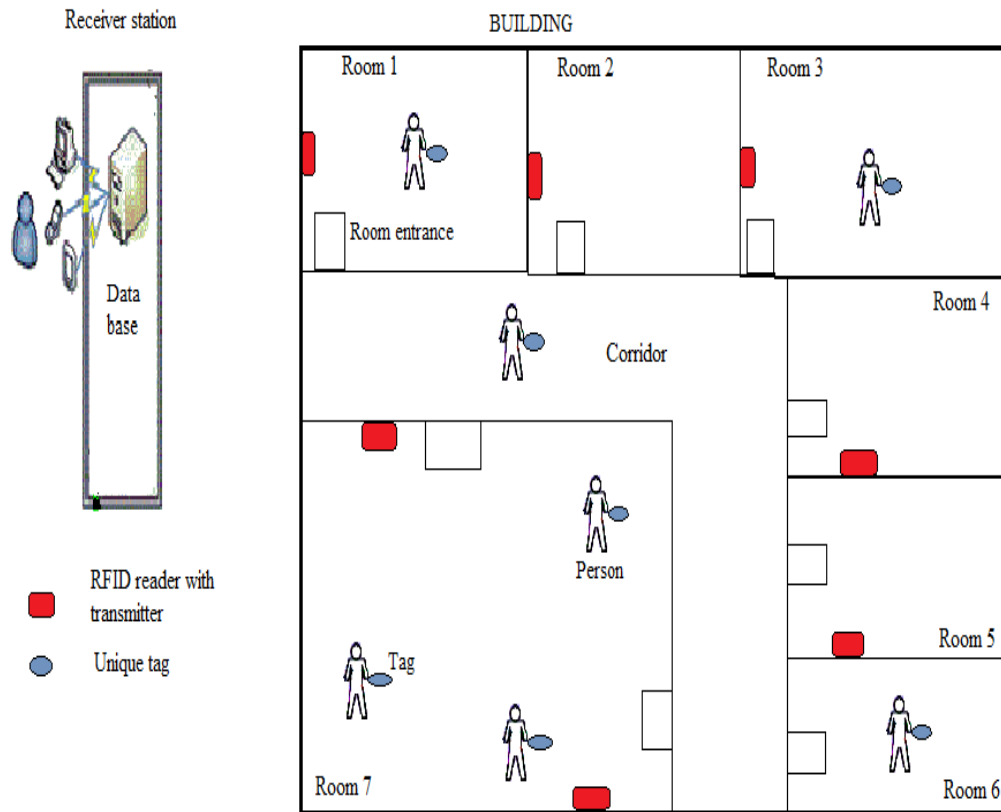 Receiver station
BUILDING
Room 1
Room 2
Room 3
Room entrance
Data
base
Room 4
Corridor
Person
RFID reader with
transmitter
Room 5
Unique tag
Tag
Room 7
Room 6